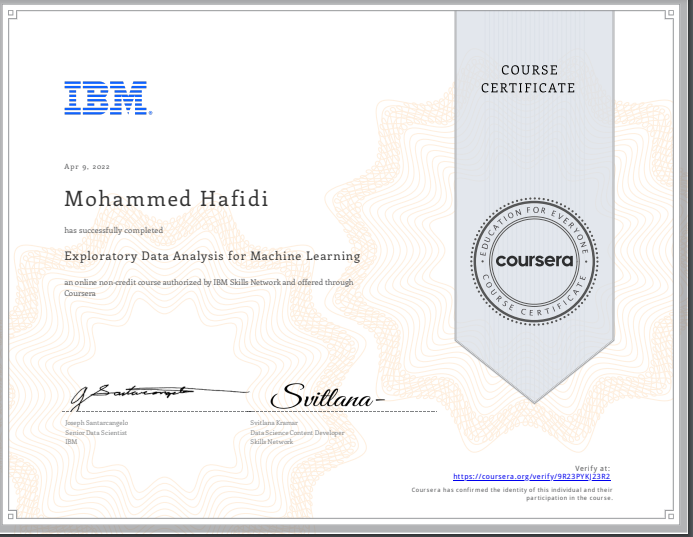 IBM®
COURSE
CERTIFICATE
Apr 9, 2022
Mohammed Hafidi
has successfully completed
Exploratory Data Analysis for Machine Learning
an online non-credit course authorized by IBM Skills Network and offered through
Coursera
EDUCATION FOR EVERYONE
coursera
COURSE CERTIFICATE
Svitlana
Joseph Santarcangelo
Senior Data Scientist
IBM
Svitlana Kramar
Data Science Content Developer
Skills Network
Verify at:
https://coursera.org/verify/9R23PYKJ23R2
Coursera has confirmed the identity of this individual and their
participation in the course.